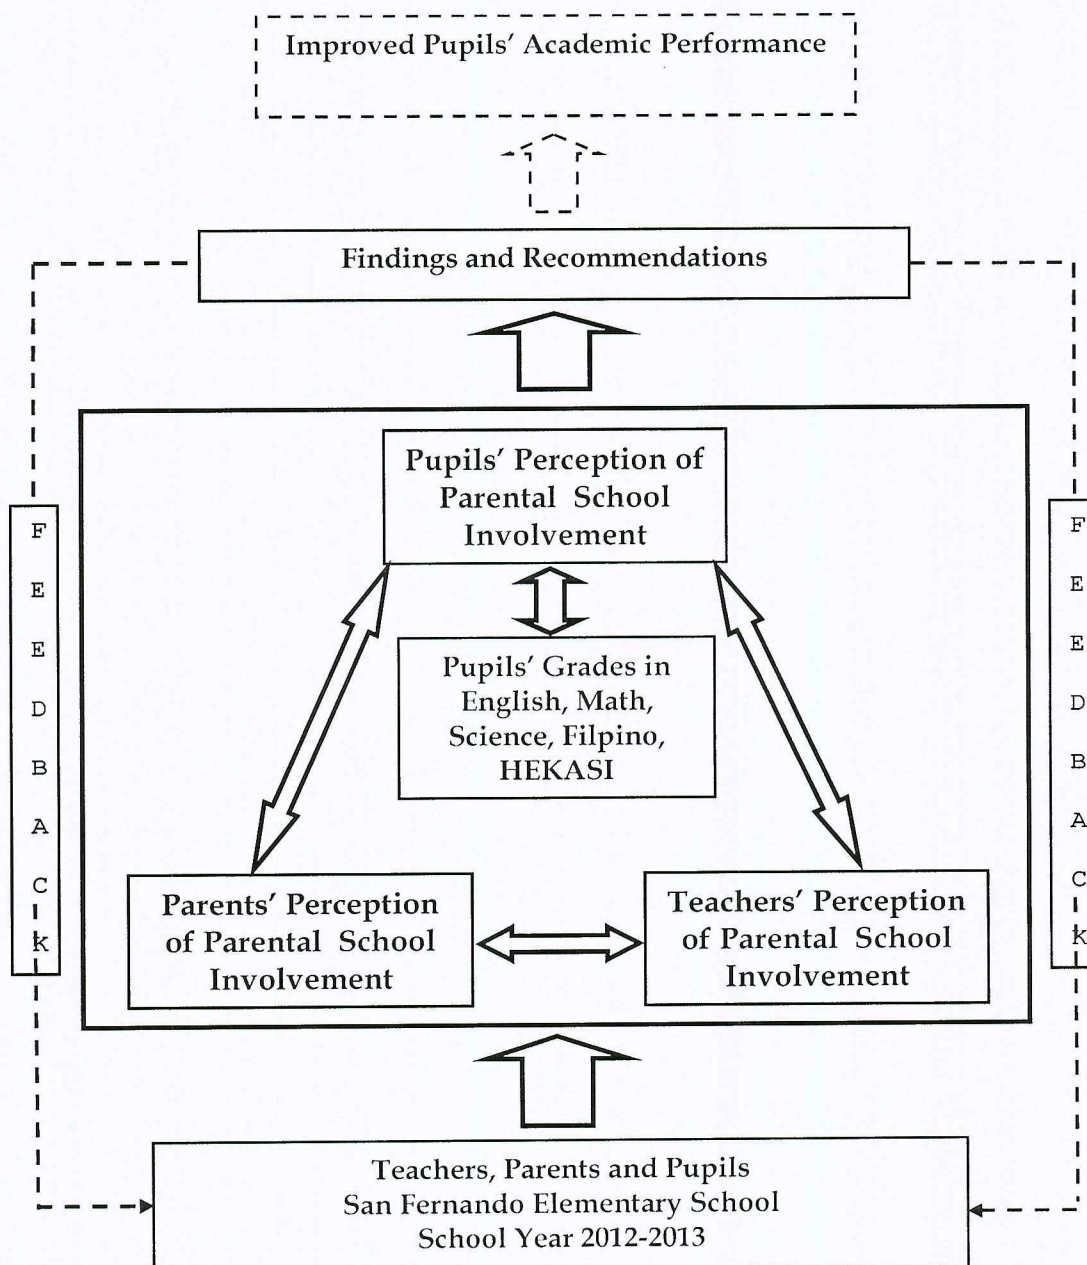 Improved Pupils' Academic Performance
Findings and Recommendations
Pupils' Perception of
Parental School
Involvement
F
E
E
D
B
A
C
K
F
E
E
D
B
A
C
K
Pupils' Grades in
English, Math,
Science, Filpino,
HEKASI
Parents' Perception
of Parental School
Involvement
Teachers' Perception
of Parental School
Involvement
Teachers, Parents and Pupils
San Fernando Elementary School
School Year 2012-2013